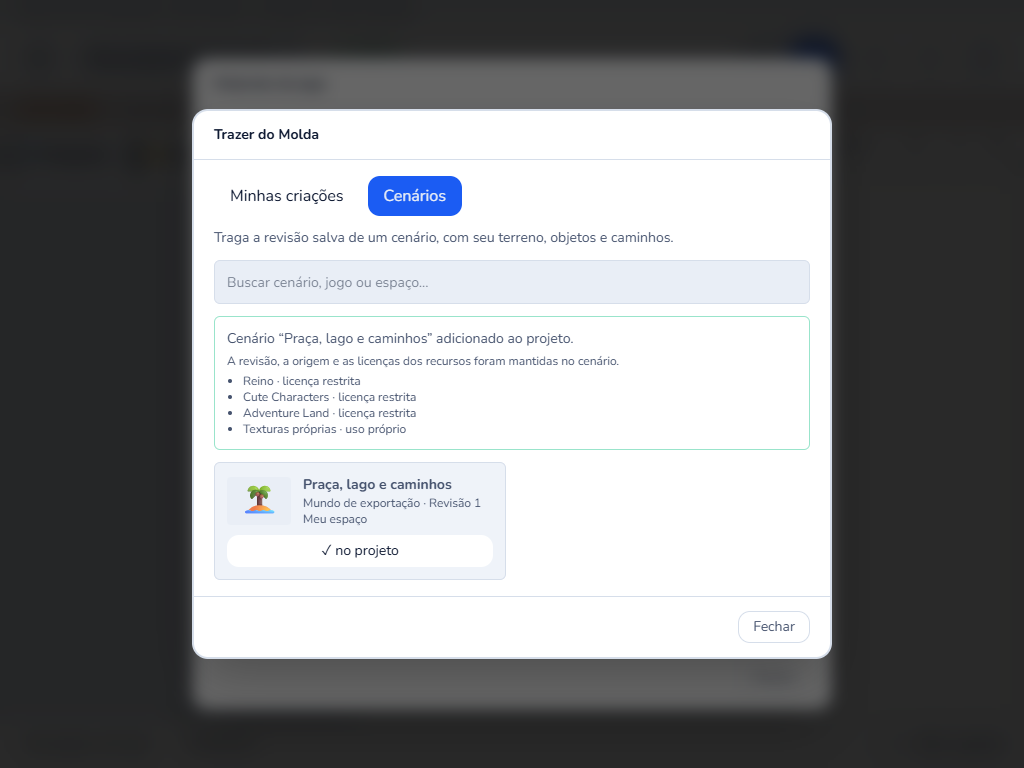 Trazer do Molda
Minhas criações
Cenários
Traga a revisão salva de um cenário, com seu terreno, objetos e caminhos.
Buscar cenário, jogo ou espaço...
Cenário “Praça, lago e caminhos” adicionado ao projeto.
A revisão, a origem e as licenças dos recursos foram mantidas no cenário.
• Reino · licença restrita
• Cute Characters · licença restrita
• Adventure Land · licença restrita
• Texturas próprias · uso próprio
Praça, lago e caminhos
Mundo de exportação · Revisão 1
Meu espaço
✓ no projeto
Fechar